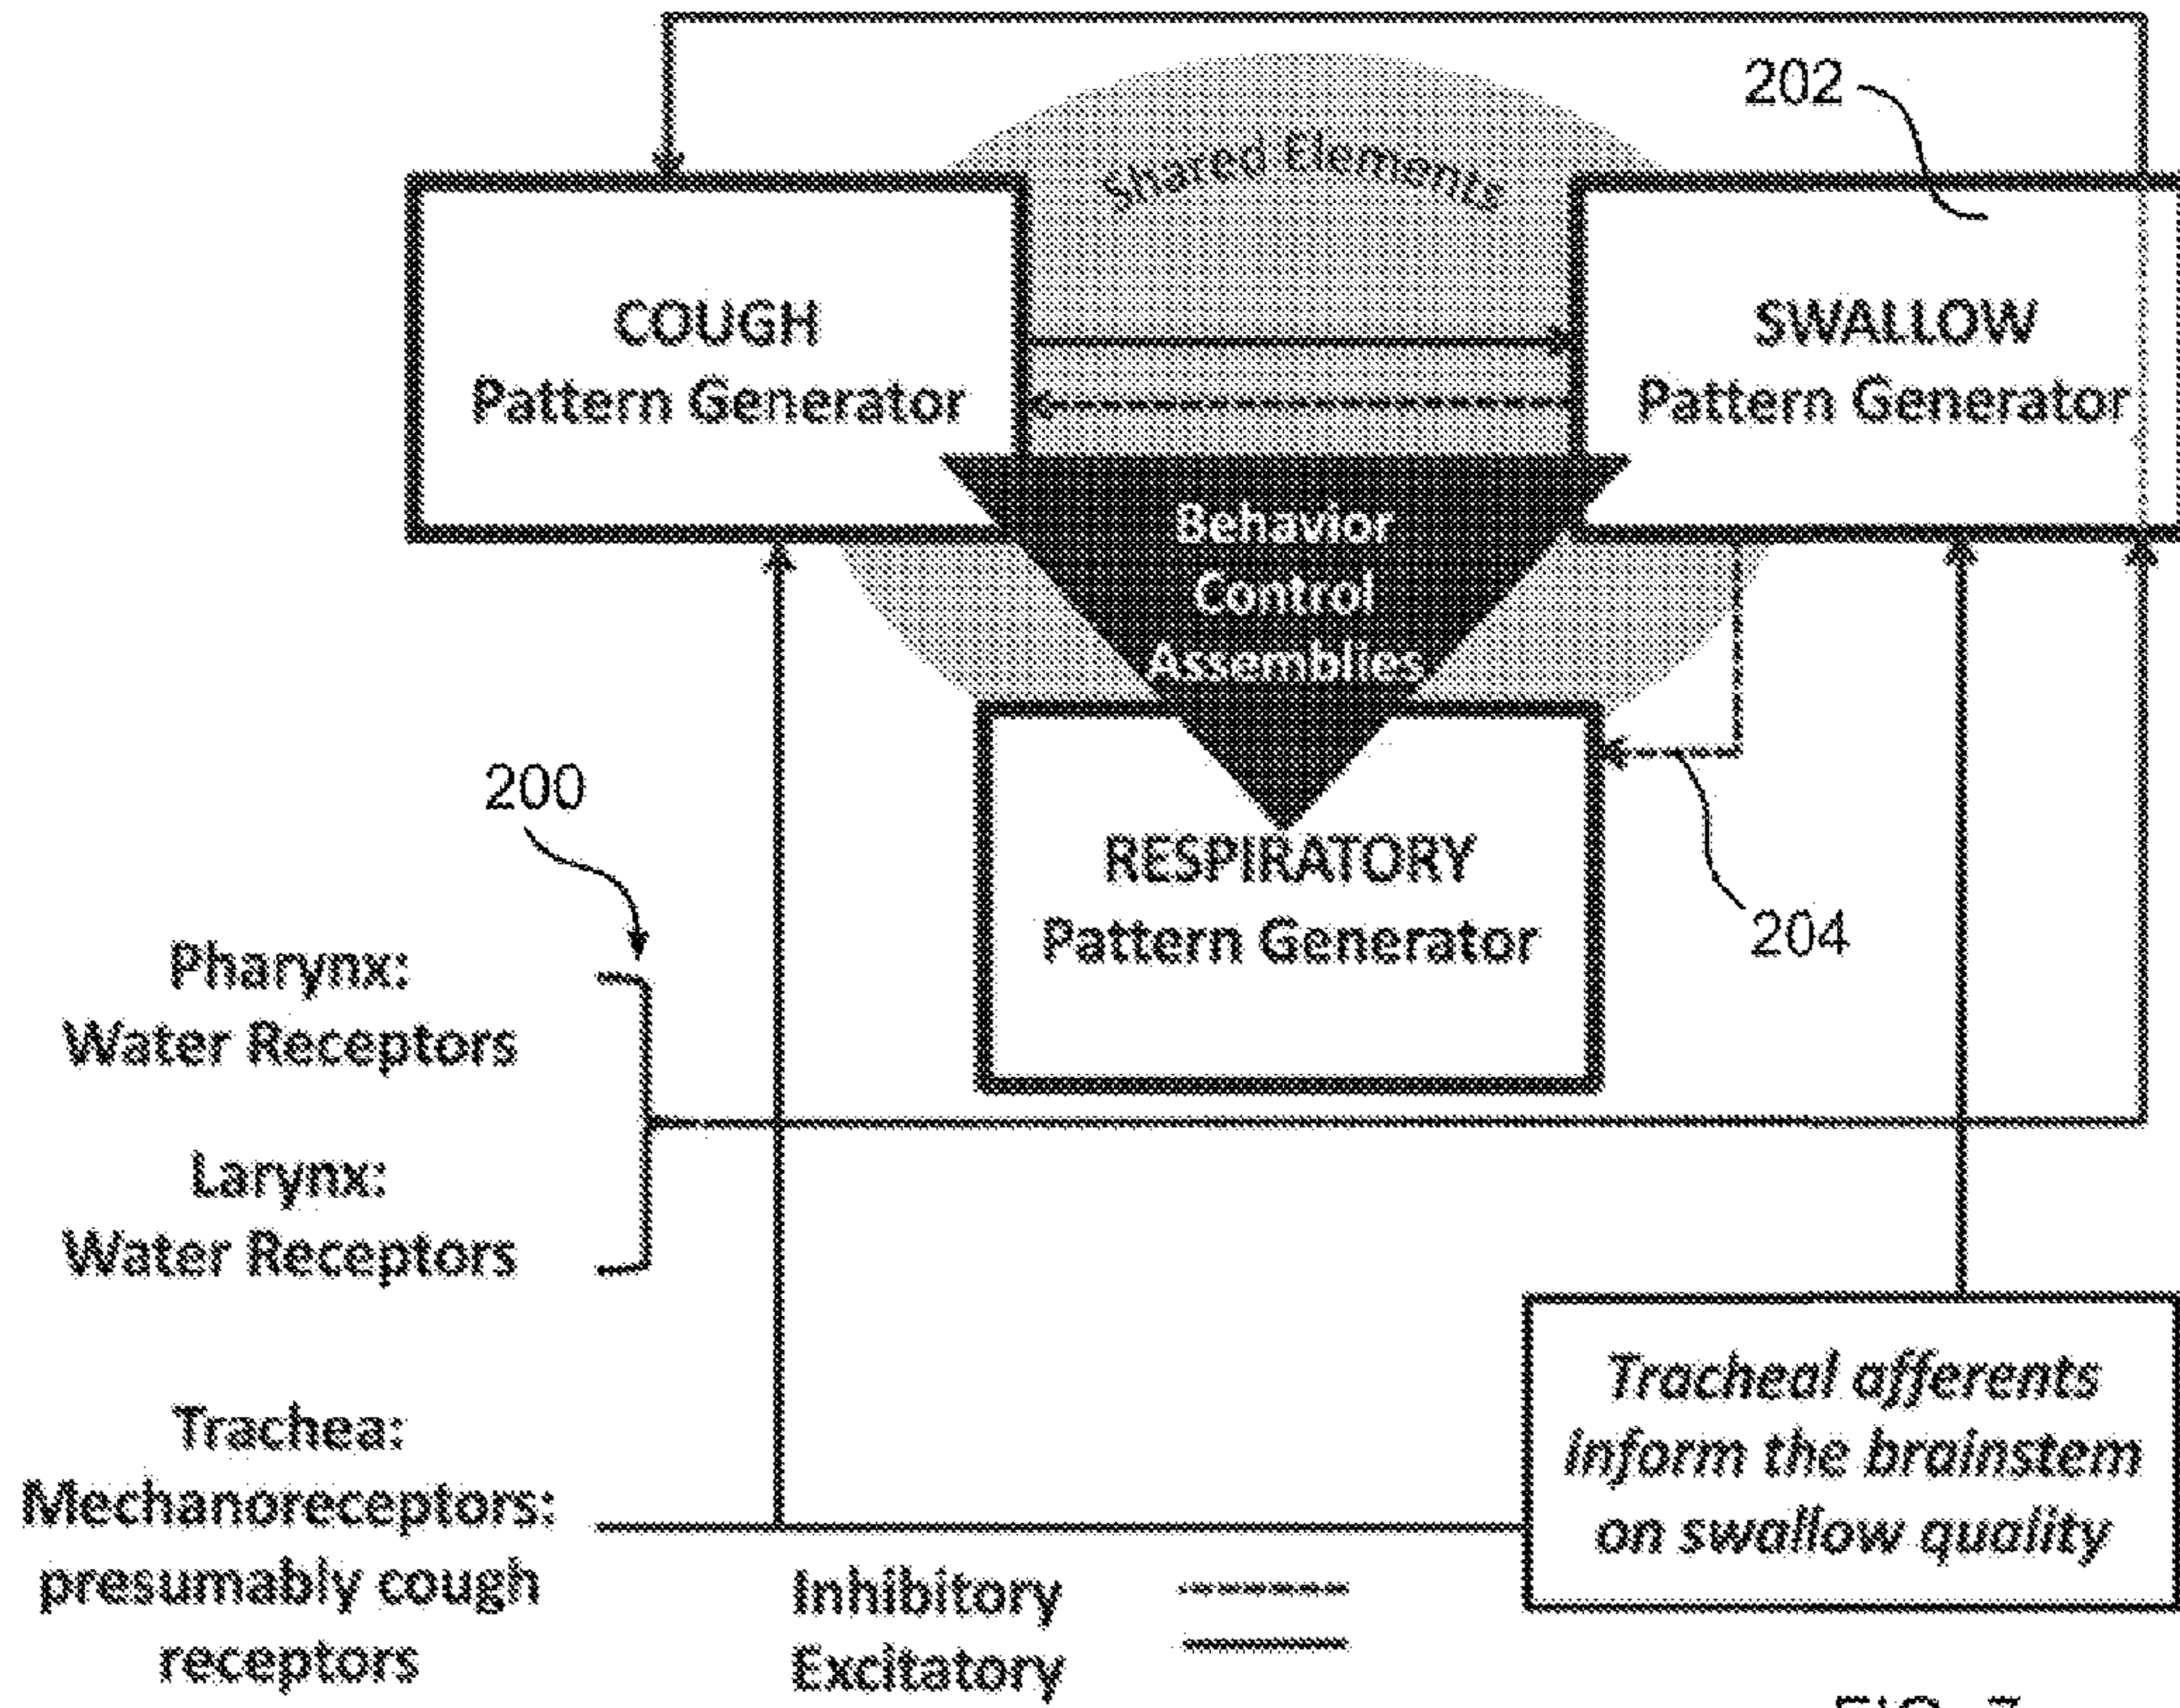 202
Shared Elements
COUGH
Pattern Generator
SWALLOW
Pattern Generator
Behavior
Control
Assemblies
200
RESPIRATORY
Pattern Generator
204
Pharynx:
Water Receptors
Larynx:
Water Receptors
Trachea:
Mechanoreceptors:
presumably cough
receptors
Tracheal afferents
inform the brainstem
on swallow quality
Inhibitory
Excitatory